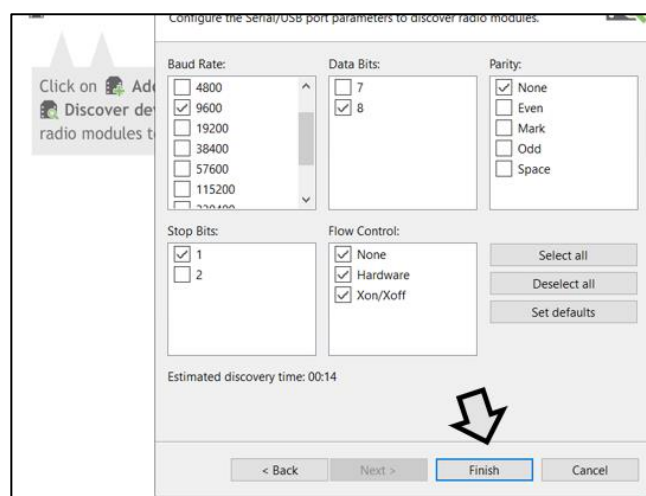 Configure the Serial/USB port parameters to discover radio modules.
Click on Add
Discover de
radio modules t
Baud Rate:
4800
9600
19200
38400
57600
115200
230400
Data Bits:
7
8
Parity:
None
Even
Mark
Odd
Space
Stop Bits:
1
2
Flow Control:
None
Hardware
Xon/Xoff
Select all
Deselect all
Set defaults
Estimated discovery time: 00:14
< Back
Next >
Finish
Cancel